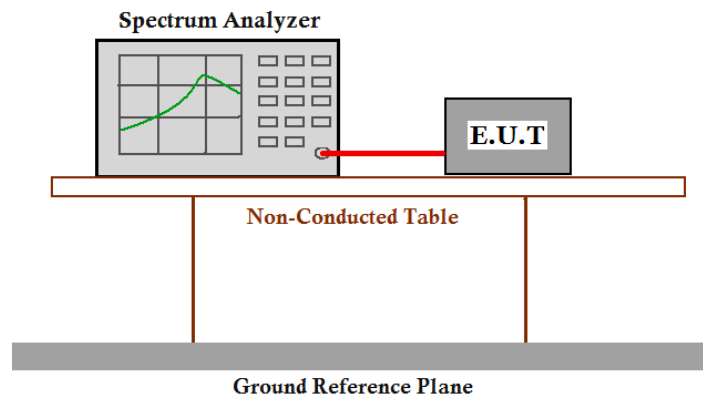 Spectrum Analyzer
E.U.T
Non-Conducted Table
Ground Reference Plane